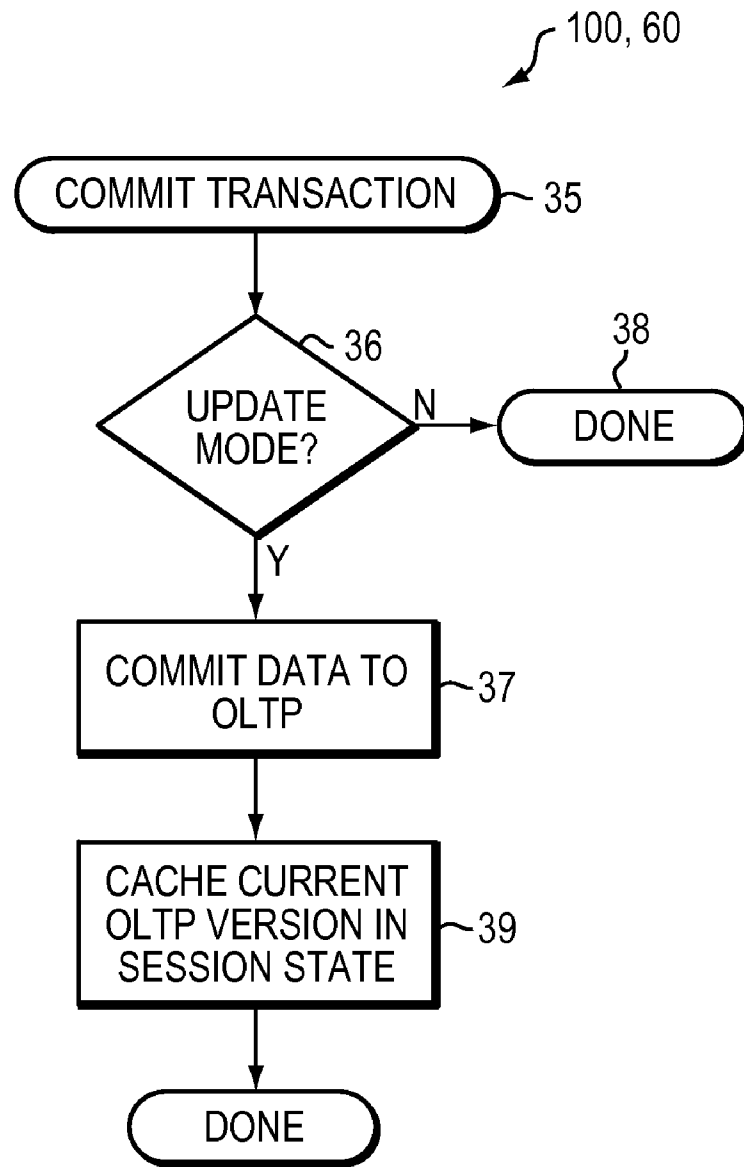 100, 60
COMMIT TRANSACTION
35
36
UPDATE
MODE?
N
38
DONE
Y
COMMIT DATA TO
OLTP
37
CACHE CURRENT
OLTP VERSION IN
SESSION STATE
39
DONE